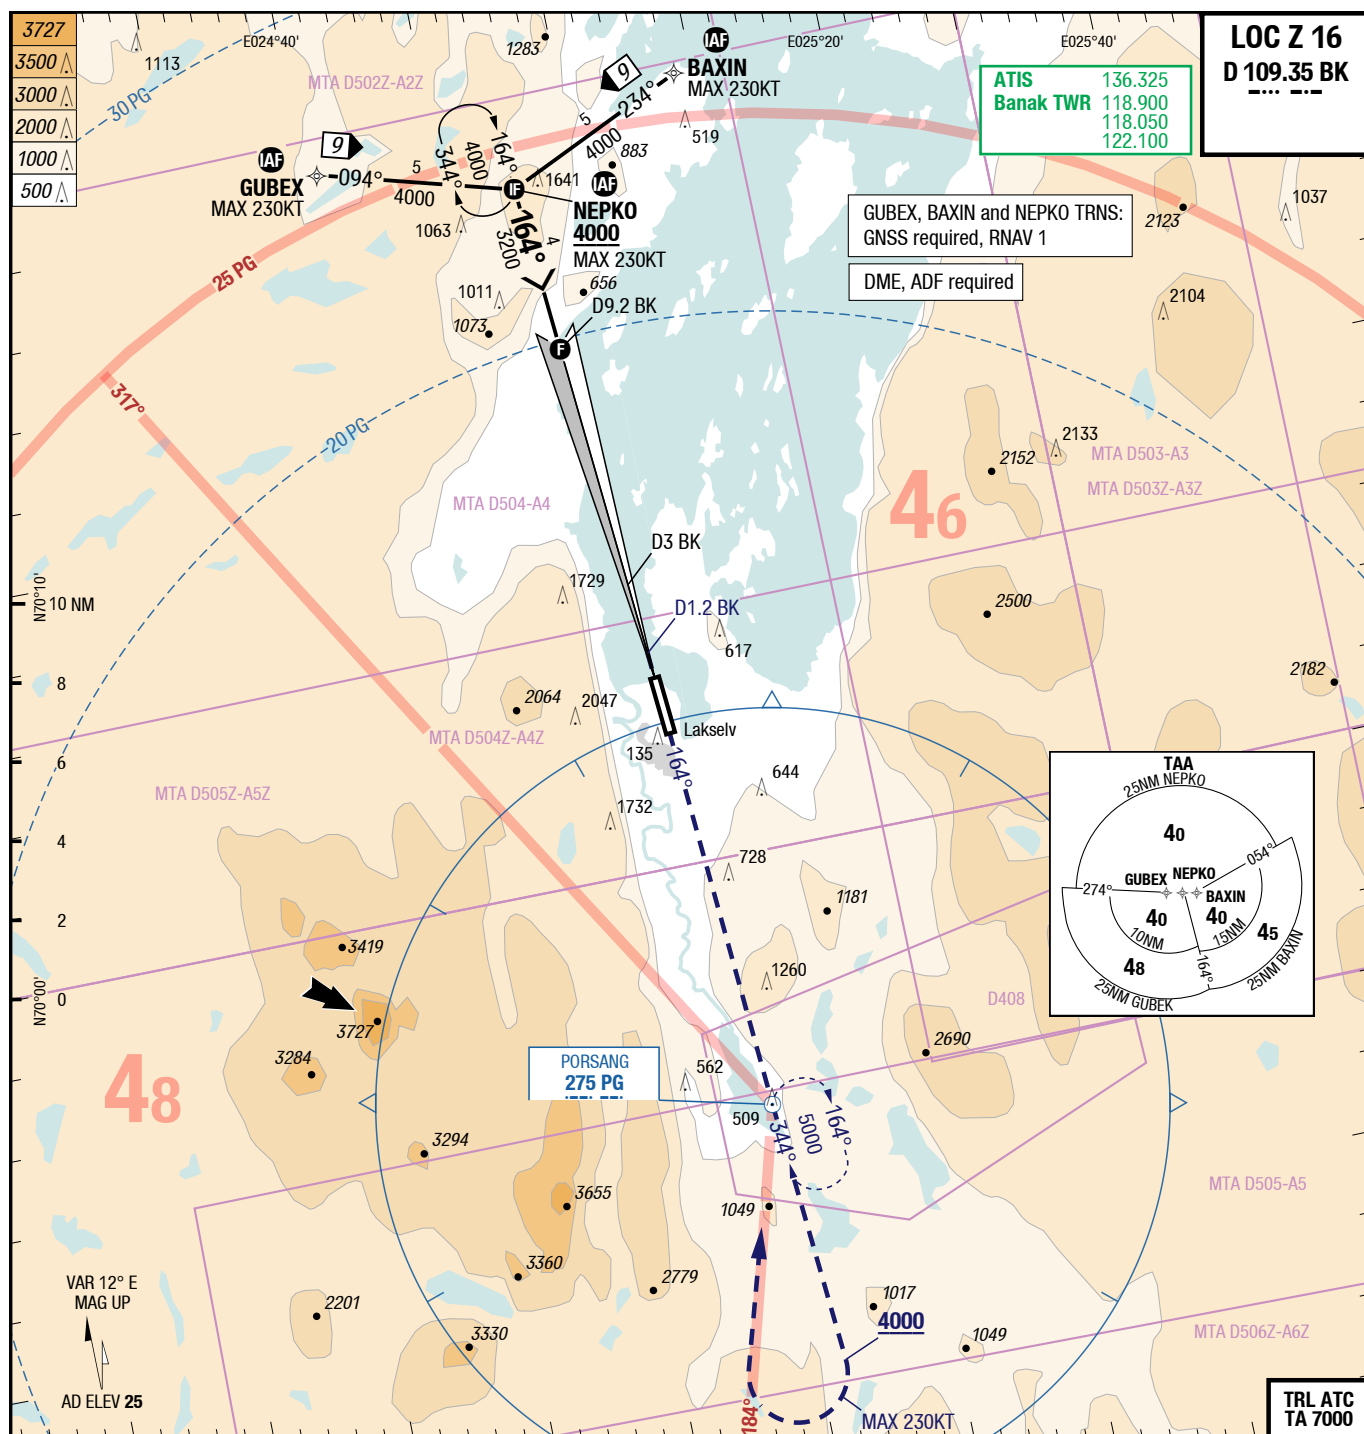 3727
3500
3000
2000
1000
500
1113
E024°40'
1283
IAF
BAXIN
MAX 230KT
E025°20'
E025°40'
LOC Z 16
D 109.35 BK
ATIS 136.325
Banak TWR 118.900
118.050
122.100
MTA D502Z-A2Z
30 PG
9
234°
5
4000
519
883
9
IAF
GUBEX
MAX 230KT
094°
5
4000
344°
4000
164°
IF
1641
IAF
NEPKO
4000
MAX 230KT
1063
164°
3200
4
GUBEX, BAXIN and NEPKO TRNS:
GNSS required, RNAV 1
DME, ADF required
2123
1037
25 PG
1011
1073
656
D9.2 BK
F
2104
317°
20 PG
2133
2152
MTA D503-A3
MTA D503Z-A3Z
46
MTA D504-A4
D3 BK
1729
D1.2 BK
617
2500
N70°10'
10 NM
8
6
4
2
0
N70°00'
2182
2064
2047
MTA D504Z-A4Z
Lakselv
135
164°
644
MTA D505Z-A5Z
1732
728
1181
1260
TAA
25NM NEPKO
40
054°
GUBEX
NEPKO
BAXIN
274°
40
10NM
40
15NM
45
48
164°
25NM BAXIN
25NM GUBEK
3419
3727
3284
D408
2690
48
PORSANG
275 PG
562
509
344°
5000
164°
3294
3655
1049
MTA D505-A5
3360
2779
2201
3330
1017
4000
1049
MTA D506Z-A6Z
VAR 12° E
MAG UP
AD ELEV 25
184°
MAX 230KT
TRL ATC
TA 7000